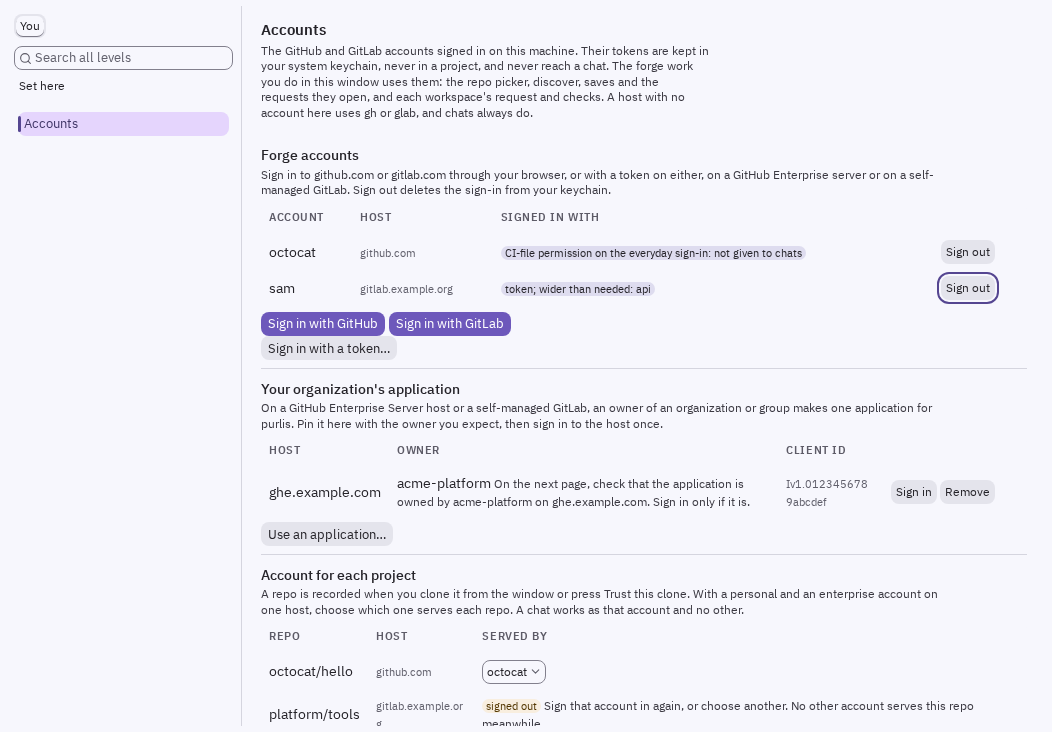 You
Search all levels
Set here
Accounts
Accounts
The GitHub and GitLab accounts signed in on this machine. Their tokens are kept in
your system keychain, never in a project, and never reach a chat. The forge work
you do in this window uses them: the repo picker, discover, saves and the
requests they open, and each workspace's request and checks. A host with no
account here uses gh or glab, and chats always do.
Forge accounts
Sign in to github.com or gitlab.com through your browser, or with a token on either, on a GitHub Enterprise server or on a self-
managed GitLab. Sign out deletes the sign-in from your keychain.
ACCOUNT HOST SIGNED IN WITH
octocat github.com CI-file permission on the everyday sign-in: not given to chats Sign out
sam gitlab.example.org token; wider than needed: api Sign out
Sign in with GitHub Sign in with GitLab
Sign in with a token…
Your organization's application
On a GitHub Enterprise Server host or a self-managed GitLab, an owner of an organization or group makes one application for
purlis. Pin it here with the owner you expect, then sign in to the host once.
HOST OWNER CLIENT ID
ghe.example.com acme-platform On the next page, check that the application is Iv1.012345678 Sign in Remove
owned by acme-platform on ghe.example.com. Sign in only if it is. 9abcdef
Use an application…
Account for each project
A repo is recorded when you clone it from the window or press Trust this clone. With a personal and an enterprise account on
one host, choose which one serves each repo. A chat works as that account and no other.
REPO HOST SERVED BY
octocat/hello github.com octocat
platform/tools gitlab.example.or signed out Sign that account in again, or choose another. No other account serves this repo
g meanwhile